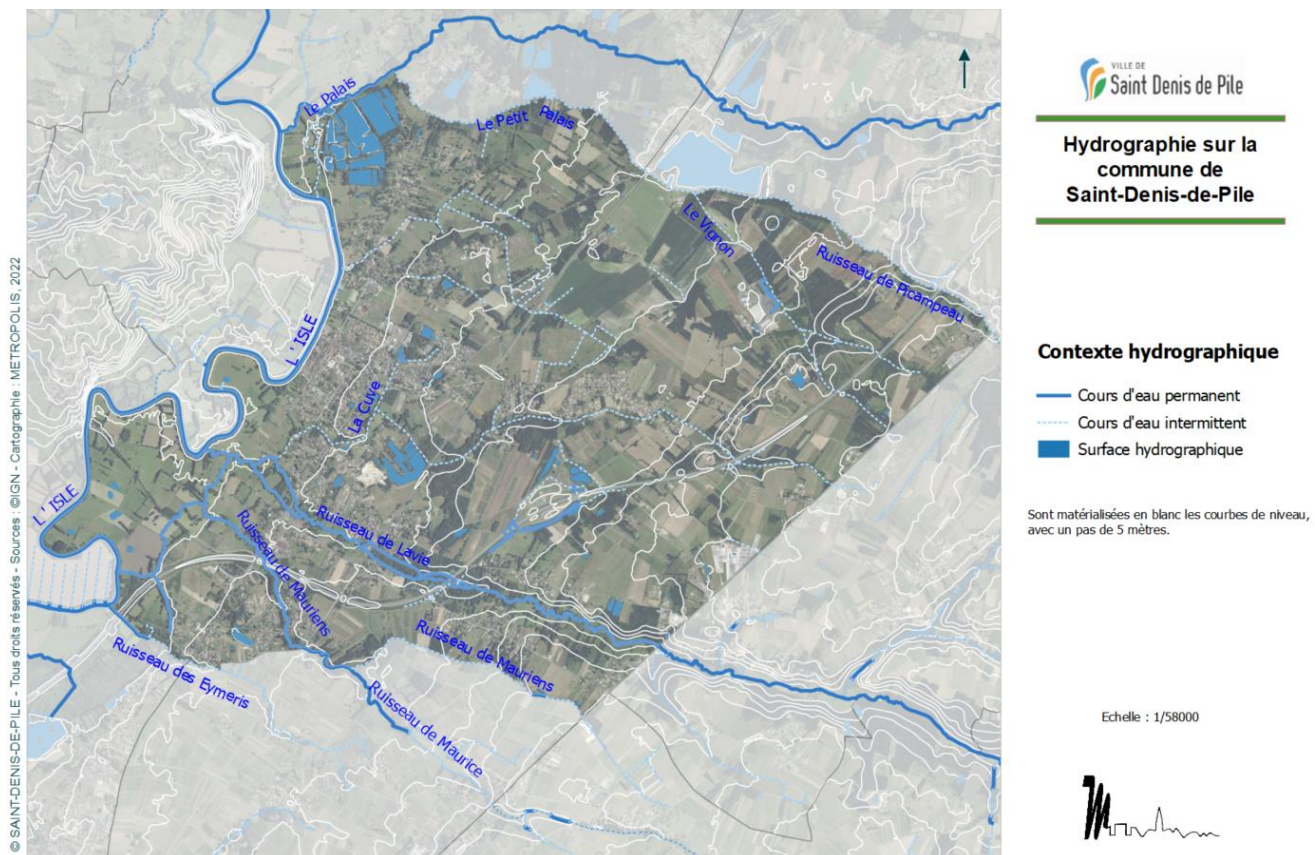 © SAINT-DENIS-DE-PILE - Tous droits réservés - Sources : ©IGN - Cartographie : METROPOLIS, 2022
Le Palais
Le Petit Palais
Le Vignon
Ruisseau de Picampeau
L'ISLE
La Cuve
L'ISLE
Ruisseau de Lavie
Ruisseau de Mauriens
Ruisseau de Mauriens
Ruisseau des Eymeris
Ruisseau de Maurice
VILLE DE
Saint Denis de Pile
Hydrographie sur la
commune de
Saint-Denis-de-Pile
Contexte hydrographique
Cours d'eau permanent
Cours d'eau intermittent
Surface hydrographique
Sont matérialisées en blanc les courbes de niveau,
avec un pas de 5 mètres.
Echelle : 1/58000